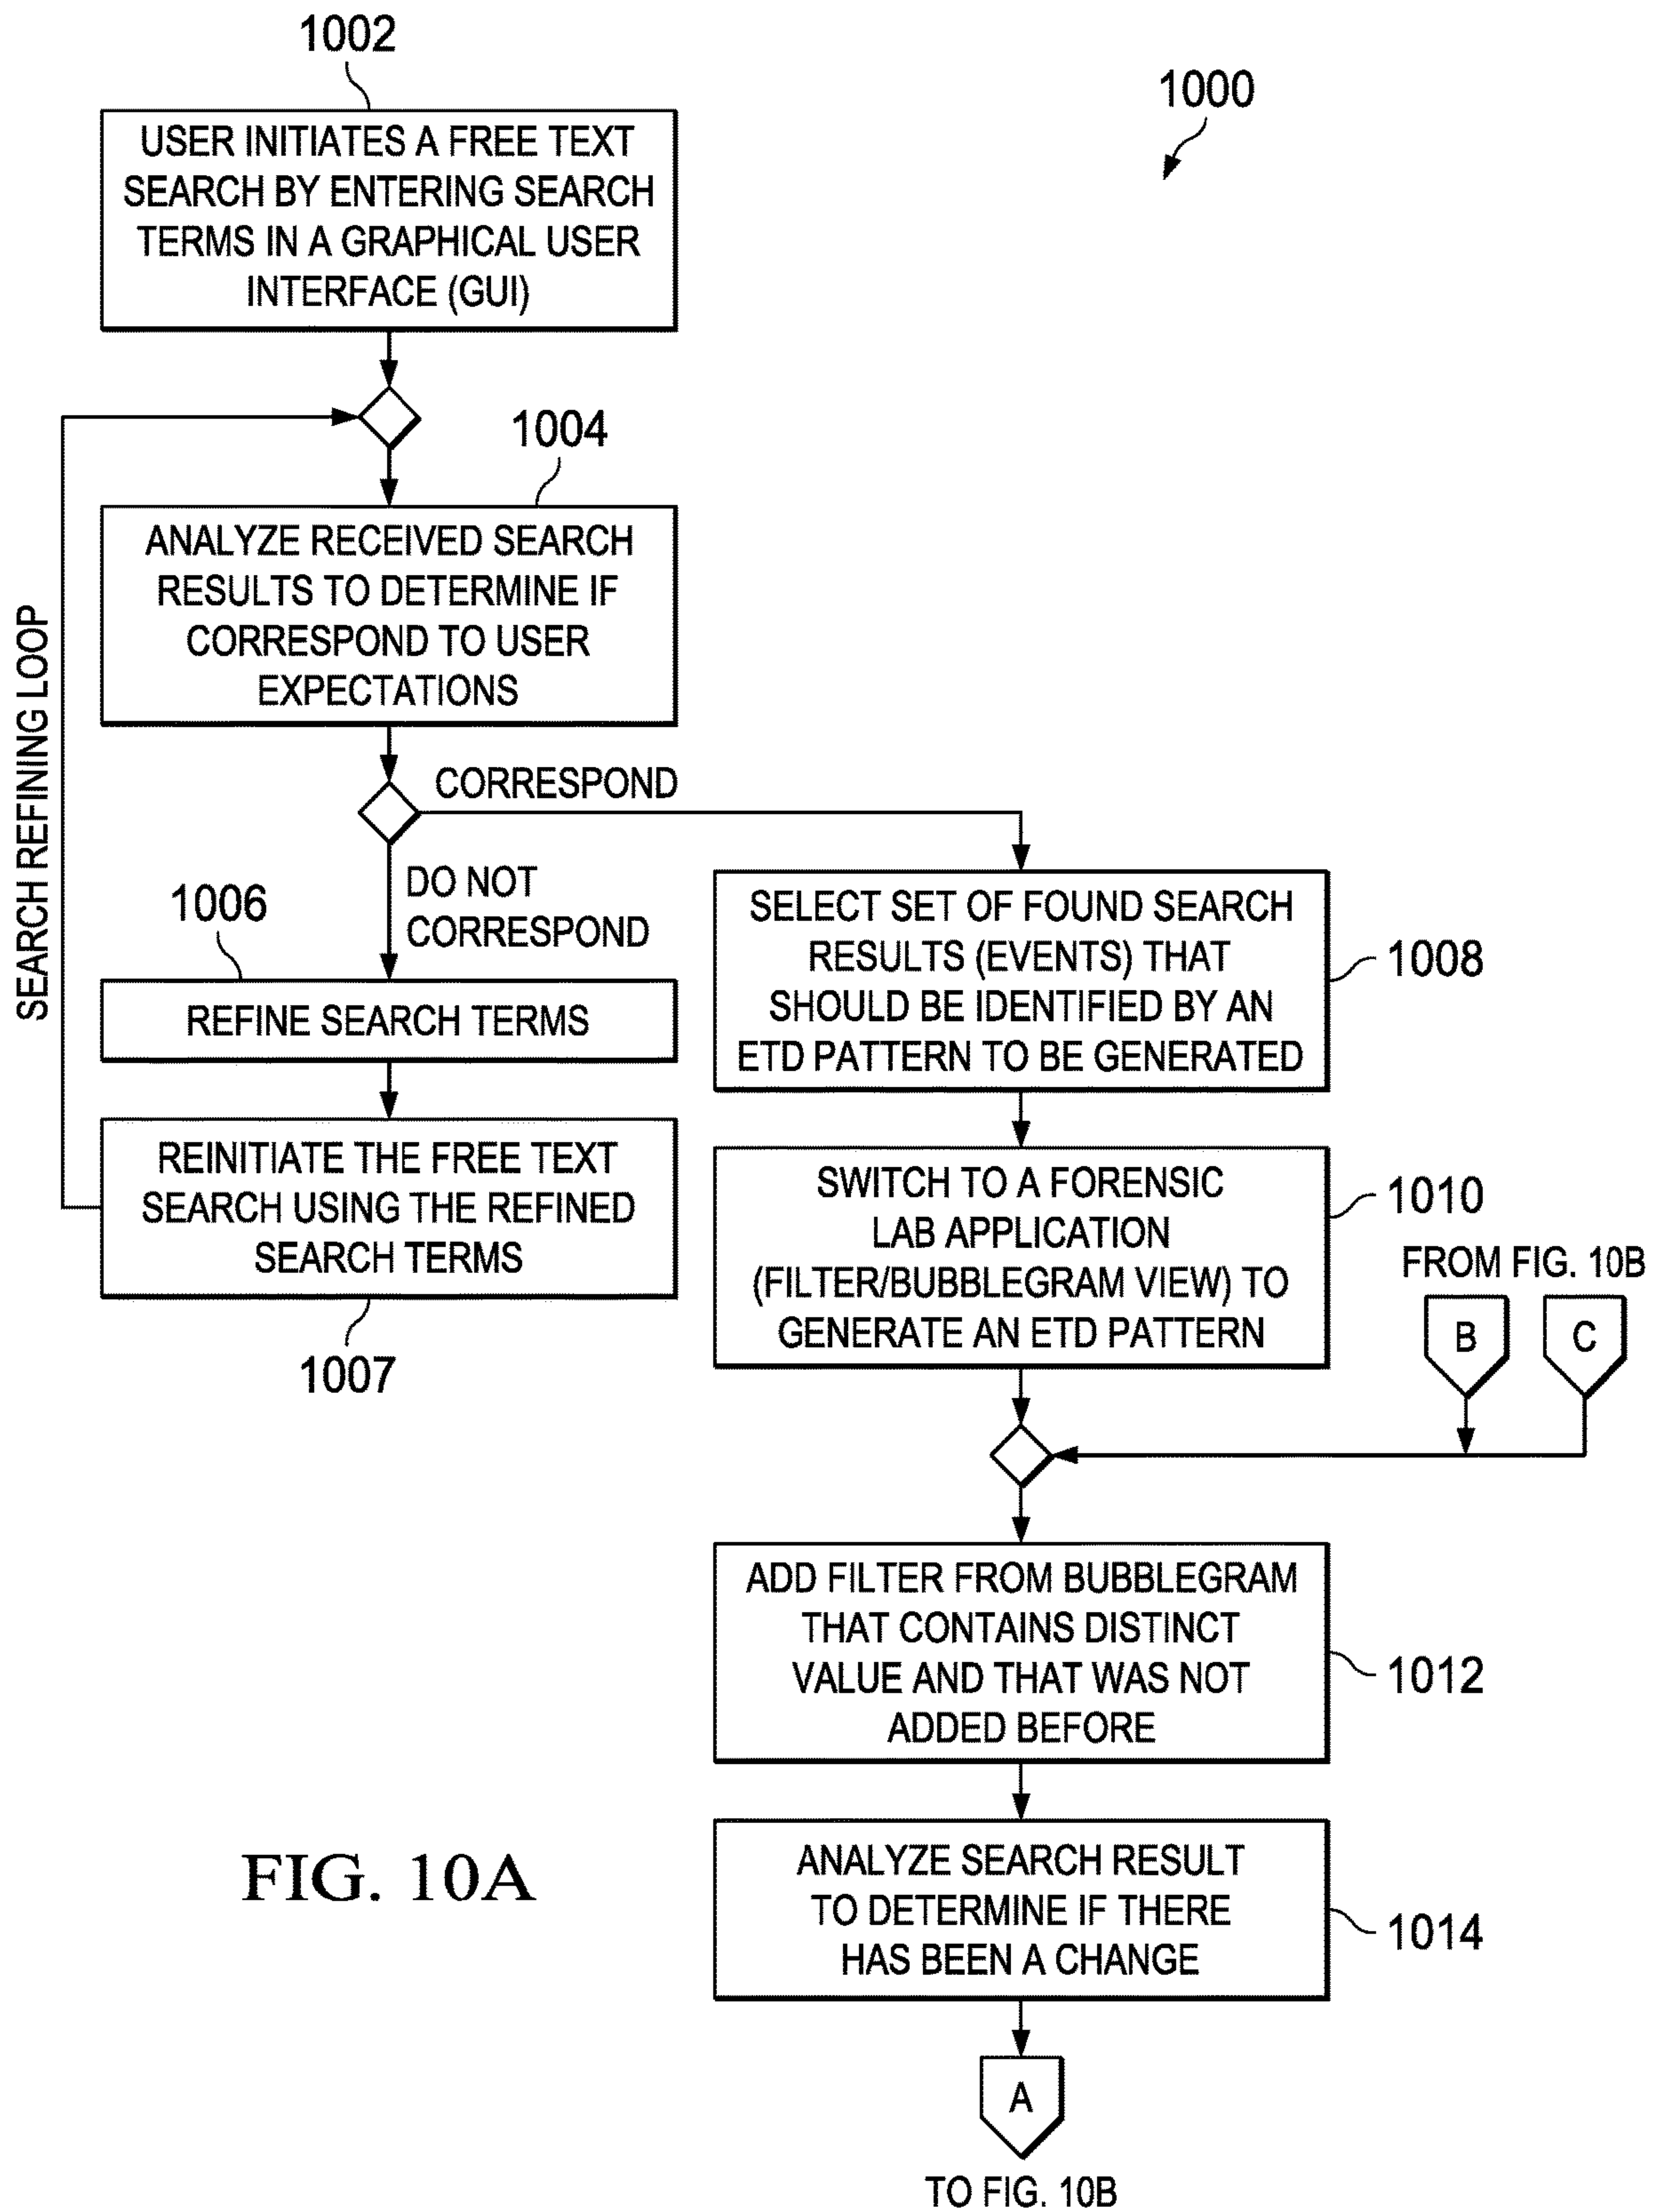 1002
1000
USER INITIATES A FREE TEXT
SEARCH BY ENTERING SEARCH
TERMS IN A GRAPHICAL USER
INTERFACE (GUI)
1004
ANALYZE RECEIVED SEARCH
RESULTS TO DETERMINE IF
CORRESPOND TO USER
EXPECTATIONS
SEARCH REFINING LOOP
CORRESPOND
DO NOT
CORRESPOND
1006
REFINE SEARCH TERMS
REINITIATE THE FREE TEXT
SEARCH USING THE REFINED
SEARCH TERMS
1007
SELECT SET OF FOUND SEARCH
RESULTS (EVENTS) THAT
SHOULD BE IDENTIFIED BY AN
ETD PATTERN TO BE GENERATED
1008
SWITCH TO A FORENSIC
LAB APPLICATION
(FILTER/BUBBLEGRAM VIEW) TO
GENERATE AN ETD PATTERN
1010
FROM FIG. 10B
B
C
ADD FILTER FROM BUBBLEGRAM
THAT CONTAINS DISTINCT
VALUE AND THAT WAS NOT
ADDED BEFORE
1012
ANALYZE SEARCH RESULT
TO DETERMINE IF THERE
HAS BEEN A CHANGE
1014
A
TO FIG. 10B
FIG. 10A